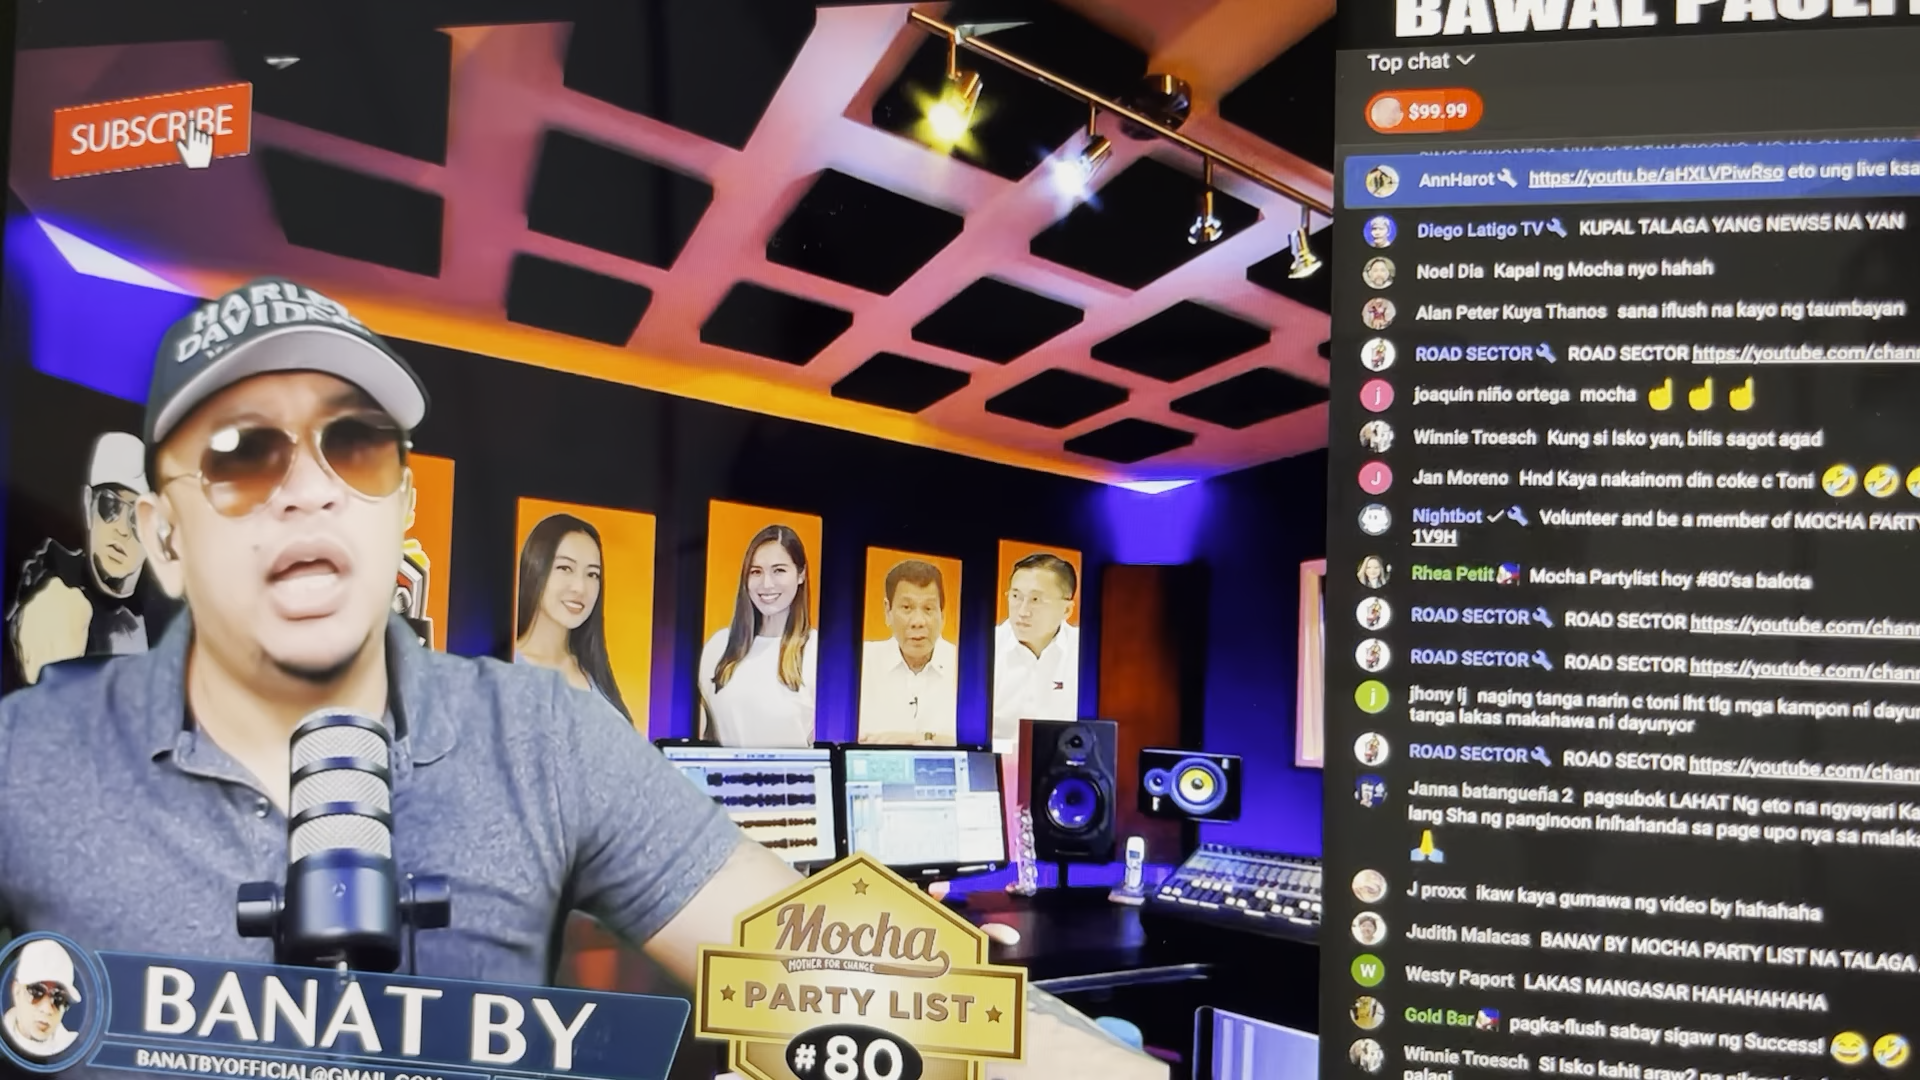 SUBSCRIBE
HARLEY
BANAT BY
Mocha
MOTHER FOR CHANGE
PARTY LIST
#80
BAWAL
Top chat
$99.99
AnnHarot https://youtu.be/aHXLVPiwRso eto ung live ksa
Diego Latigo TV KUPAL TALAGA YANG NEWS5 NA YAN
Noel Dia Kapal ng Mocha nyo hahah
Alan Peter Kuya Thanos sana iflush na kayo ng taumbayan
ROAD SECTOR ROAD SECTOR https://youtube.com/chann
joaquin niño ortega mocha ☝ ☝ ☝
Winnie Troesch Kung si Isko yan, bilis sagot agad
Jan Moreno Hnd Kaya nakainom din coke c Toni 🤣 🤣 🤣
Nightbot Volunteer and be a member of MOCHA PARTY
1V9H
Rhea Petit Mocha Partylist hoy #80'sa balota
ROAD SECTOR ROAD SECTOR https://youtube.com/chann
ROAD SECTOR ROAD SECTOR https://youtube.com/chann
jhony lj naging tanga narin c toni lht tlg mga kampon ni dayun
tanga lakas makahawa ni dayunyor
ROAD SECTOR ROAD SECTOR https://youtube.com/chann
Janna batangueña 2 pagsubok LAHAT Ng eto na ngyayari Ka
lang Sha ng panginoon inihahanda sa page upo nya sa malaka
🙏
J proxx ikaw kaya gumawa ng video by hahahaha
Judith Malacas BANAY BY MOCHA PARTY LIST NA TALAGA
Westy Paport LAKAS MANGASAR HAHAHAHAHA
Gold Bar pagka-flush sabay sigaw ng Success! 😂 🤣
Winnie Troesch Si Isko kahit araw2
palagi